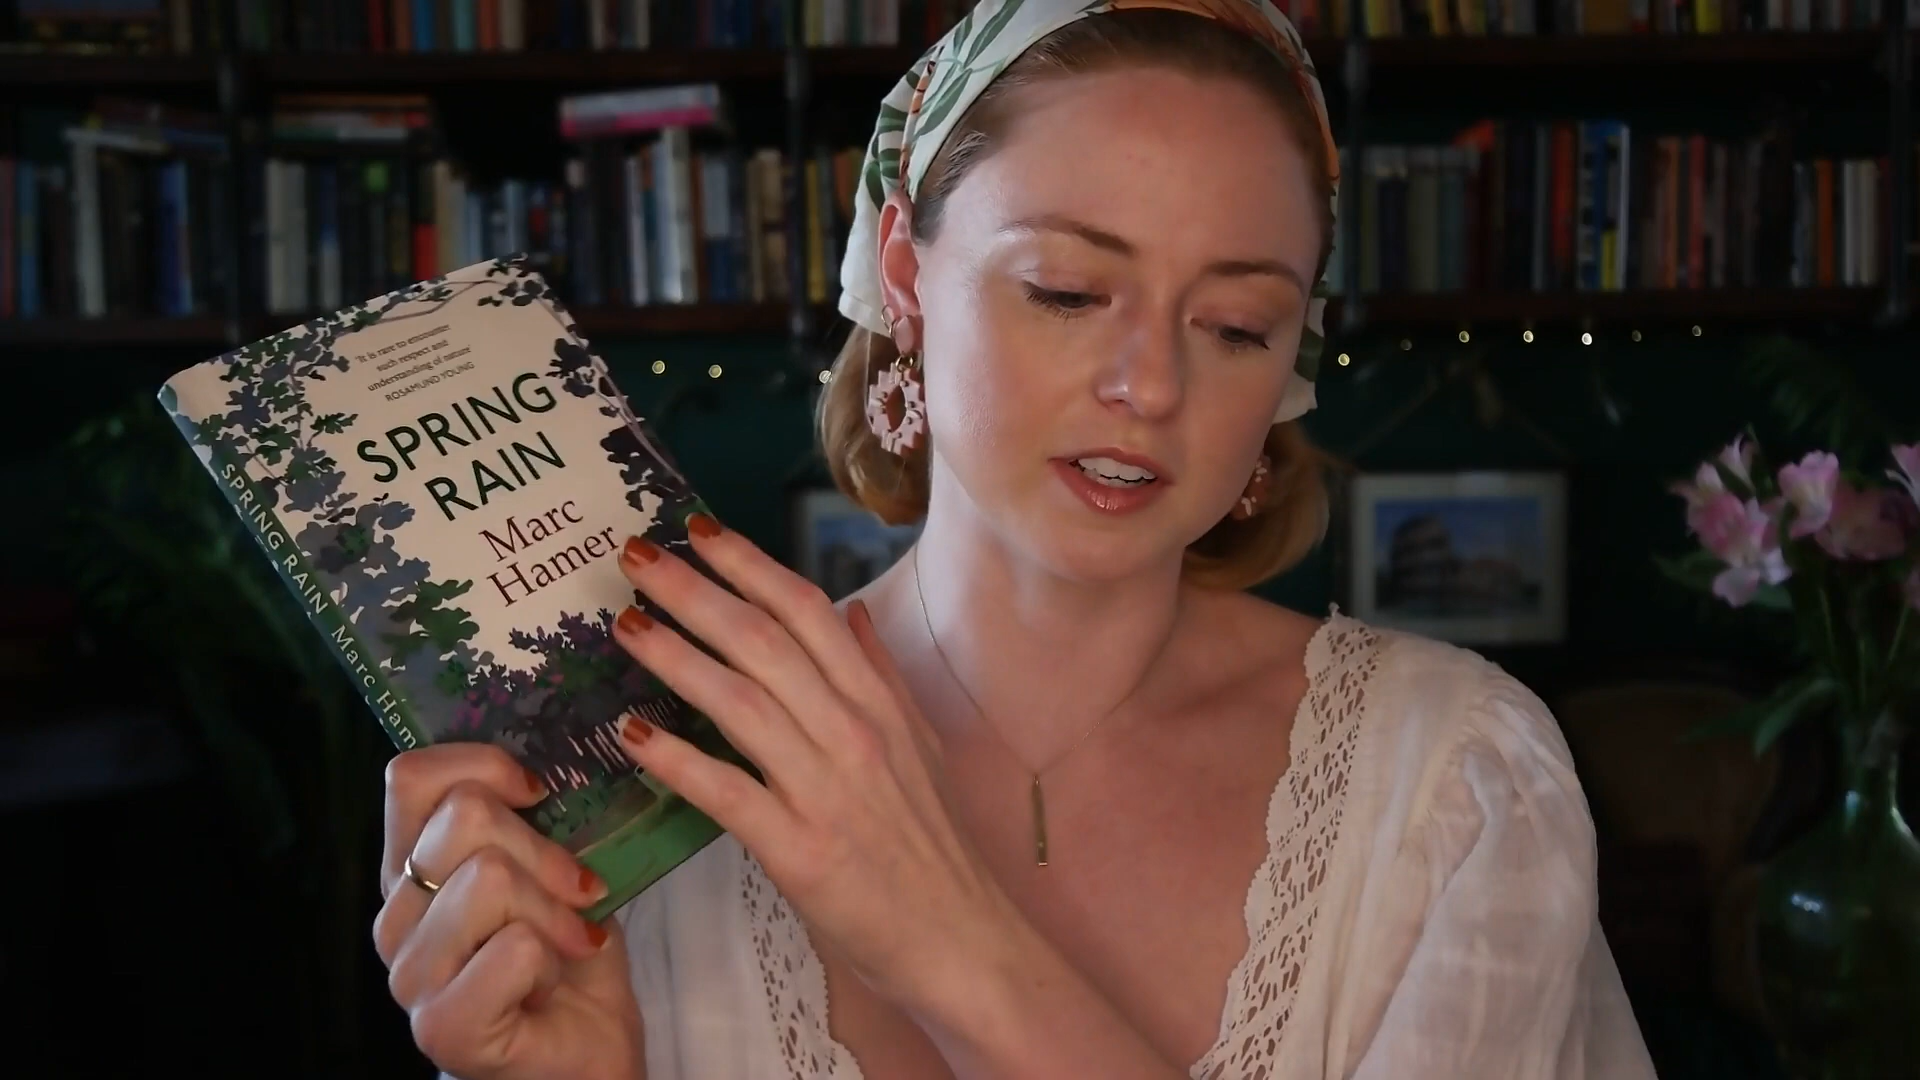 'It is rare to encounter
such respect and
understanding of nature'
ROSAMUND YOUNG
SPRING
RAIN
Marc
Hamer
SPRING RAIN Marc Ham